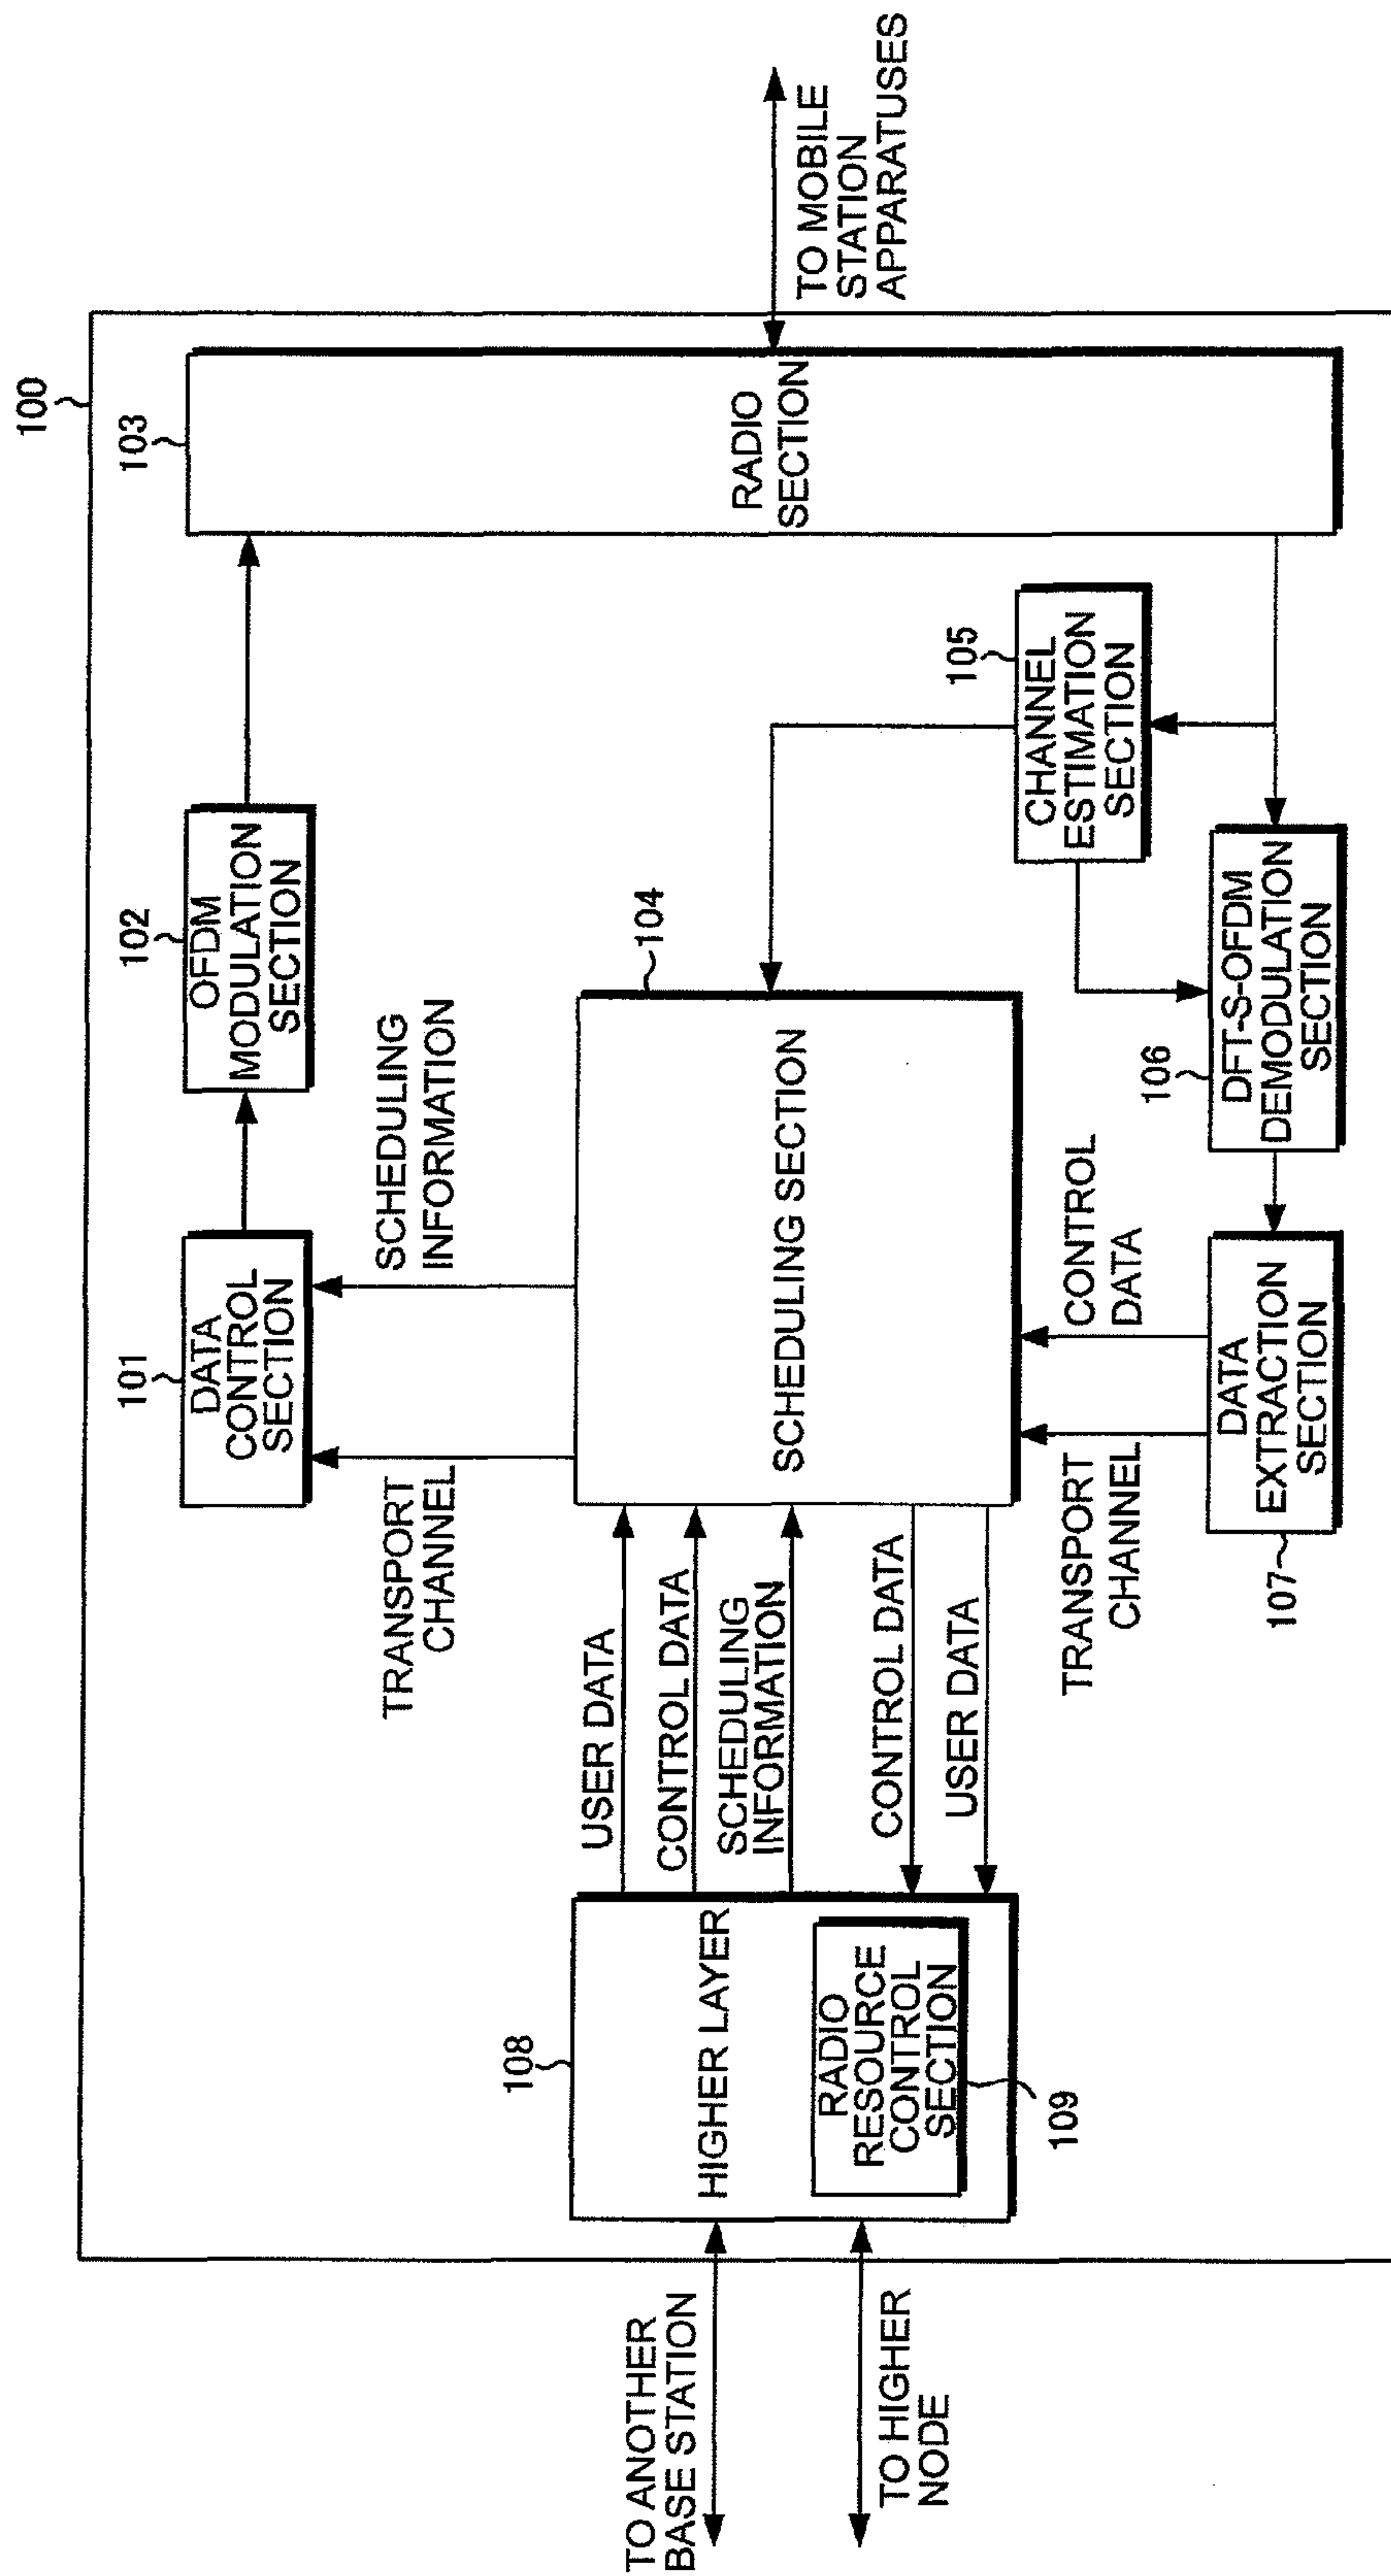 100
103
RADIO
SECTION
TO MOBILE
STATION
APPARATUSES
102
OFDM
MODULATION
SECTION
101
DATA
CONTROL
SECTION
SCHEDULING
INFORMATION
TRANSPORT
CHANNEL
105
CHANNEL
ESTIMATION
SECTION
104
SCHEDULING SECTION
106
DFT-S-OFDM
DEMODULATION
SECTION
CONTROL
DATA
TRANSPORT
CHANNEL
107
DATA
EXTRACTION
SECTION
USER DATA
CONTROL DATA
SCHEDULING
INFORMATION
CONTROL DATA
USER DATA
108
HIGHER LAYER
RADIO
RESOURCE
CONTROL
SECTION
109
TO ANOTHER
BASE STATION
TO HIGHER
NODE